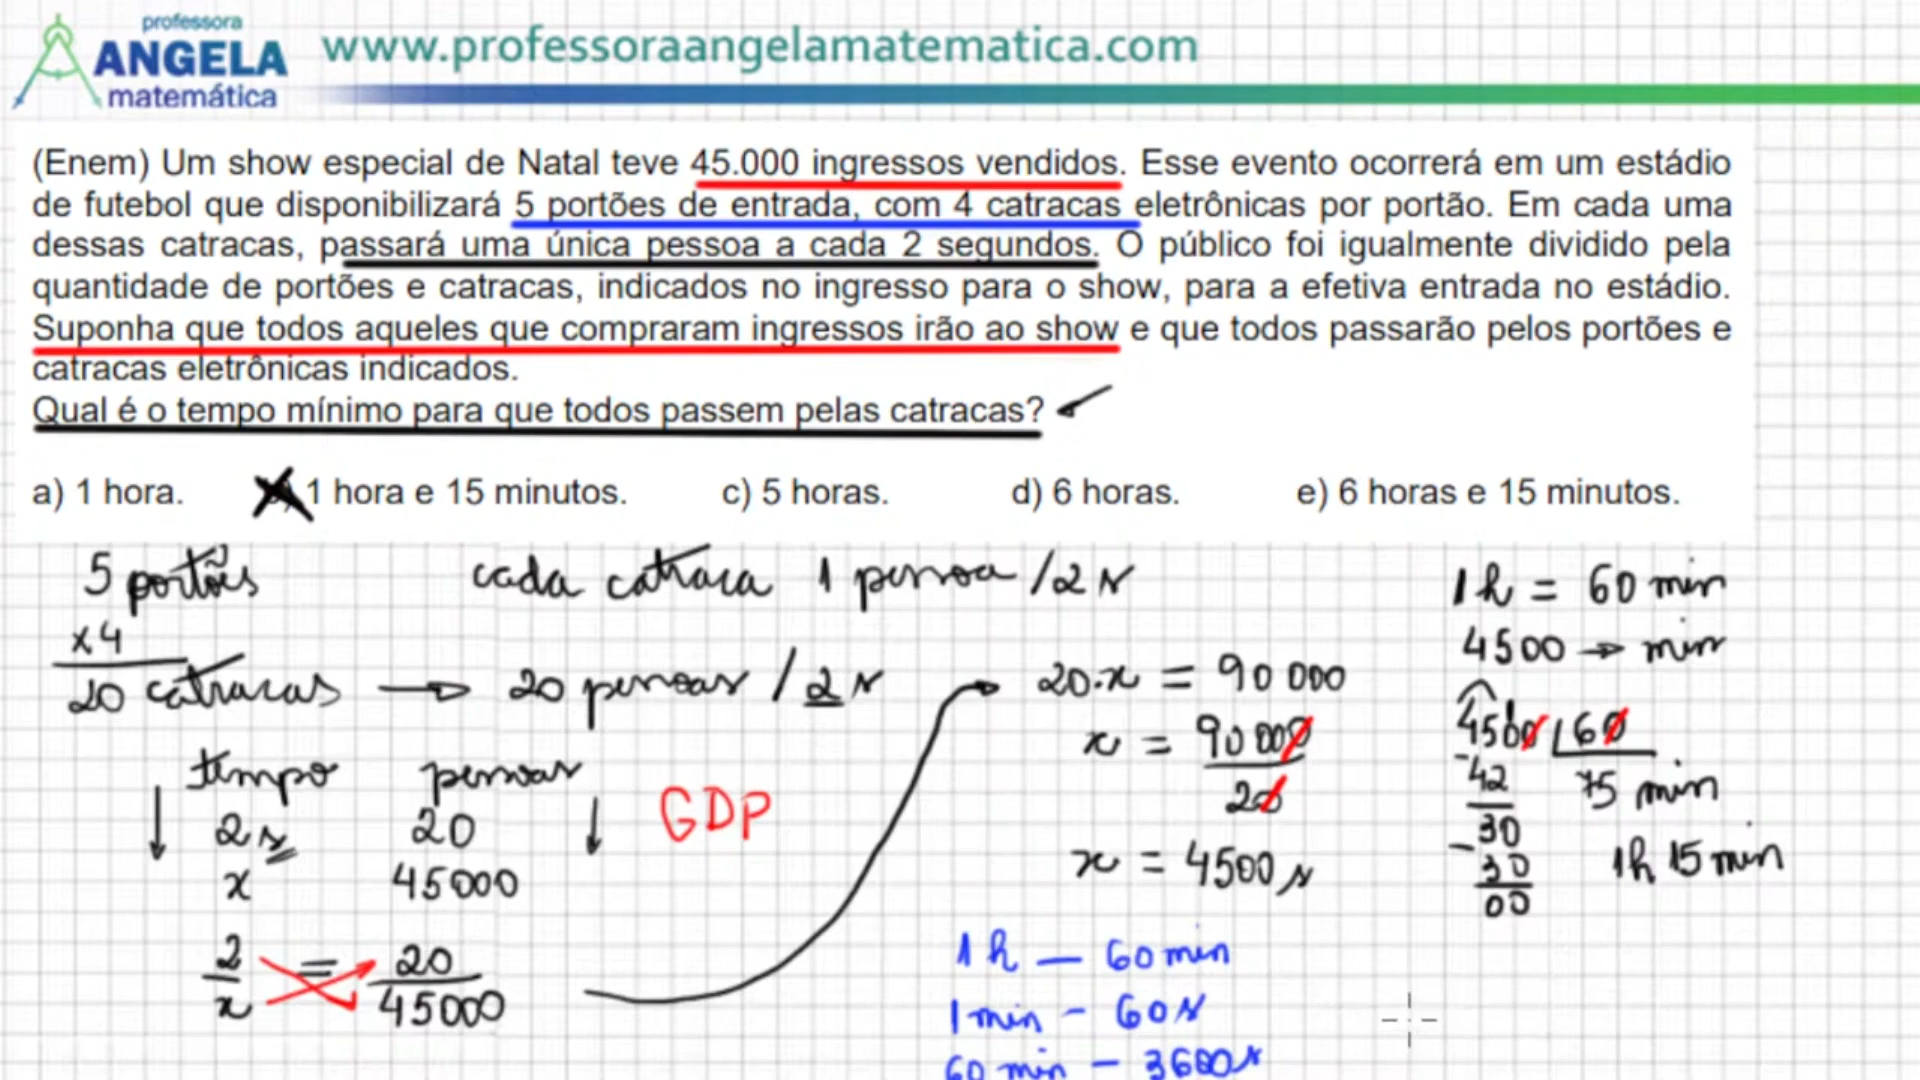 professora
ANGELA
matemática
www.professoraangelamatematica.com
(Enem) Um show especial de Natal teve 45.000 ingressos vendidos. Esse evento ocorrerá em um estádio
de futebol que disponibilizará 5 portões de entrada, com 4 catracas eletrônicas por portão. Em cada uma
dessas catracas, passará uma única pessoa a cada 2 segundos. O público foi igualmente dividido pela
quantidade de portões e catracas, indicados no ingresso para o show, para a efetiva entrada no estádio.
Suponha que todos aqueles que compraram ingressos irão ao show e que todos passarão pelos portões e
catracas eletrônicas indicados.
Qual é o tempo mínimo para que todos passem pelas catracas?
a) 1 hora. 1 hora e 15 minutos. c) 5 horas. d) 6 horas. e) 6 horas e 15 minutos.
5 portões
x4
20 catracas → 20 pessoas / 2 s
cada catraca 1 pessoa / 2 s
tempo pessoas
2 s 20
x 45000
GDP
2/x = 20/45000
20.x = 90 000
x = 90 000/20
x = 4500 s
1h = 60 min
4500 → min
4500 60
-42 75 min
30
-30
00
1h 15 min
1 h — 60 min
1 min - 60 s
60 min - 3600 s